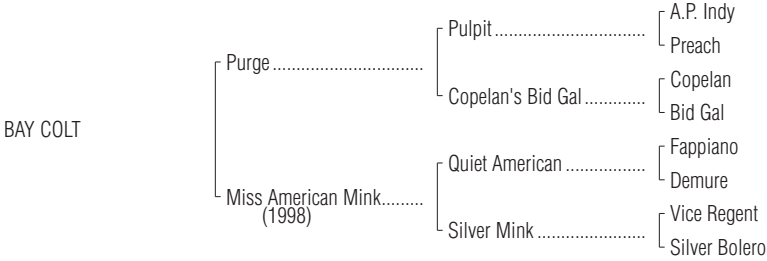 A.P. Indy
Pulpit................................
Preach
Purge................................
Copelan
Copelan's Bid Gal.............
Bid Gal
BAY COLT
Fappiano
Quiet American.................
Demure
Miss American Mink.........
(1998)
Vice Regent
Silver Mink.......................
Silver Bolero